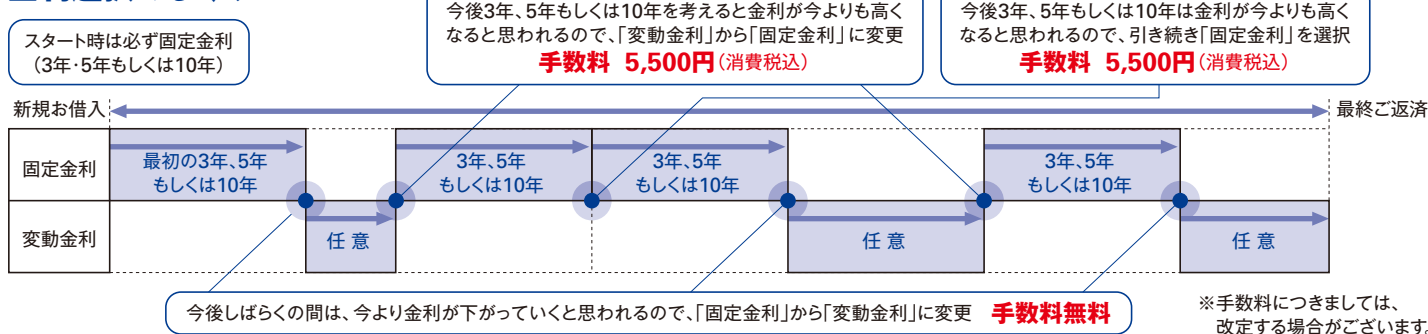 スタート時は必ず固定金利
(3年・5年もしくは10年)
今後3年、5年もしくは10年を考えると金利が今よりも高く
なると思われるので、「変動金利」から「固定金利」に変更
手数料 5,500円(消費税込)
今後3年、5年もしくは10年は金利が今よりも高く
なると思われるので、引き続き「固定金利」を選択
手数料 5,500円(消費税込)
新規お借入
最終ご返済
固定金利
最初の3年、5年
もしくは10年
3年、5年
もしくは10年
3年、5年
もしくは10年
3年、5年
もしくは10年
変動金利
任意
任意
任意
今後しばらくの間は、今より金利が下がっていくと思われるので、「固定金利」から「変動金利」に変更 手数料無料
※手数料につきましては、
改定する場合がございます